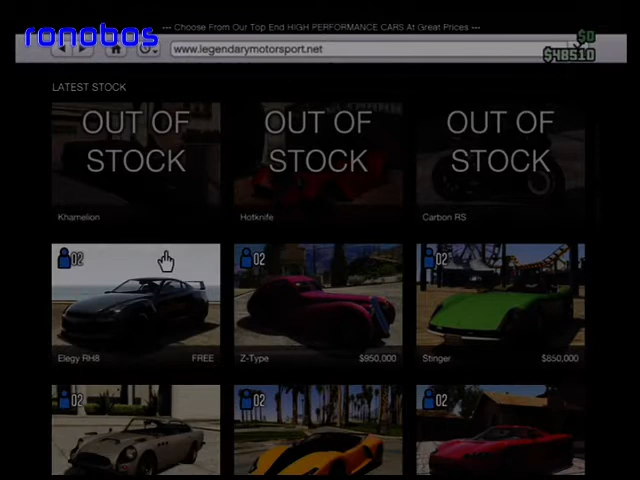 --- Choose From Our Top End HIGH PERFORMANCE CARS At Great Prices ---
ronobos
www.legendarymotorsport.net
$0
$48510
LATEST STOCK
OUT OF STOCK
OUT OF STOCK
OUT OF STOCK
Khamelion
Hotknife
Carbon RS
02
02
02
Elegy RH8
FREE
Z-Type
$950,000
Stinger
$850,000
02
02
02